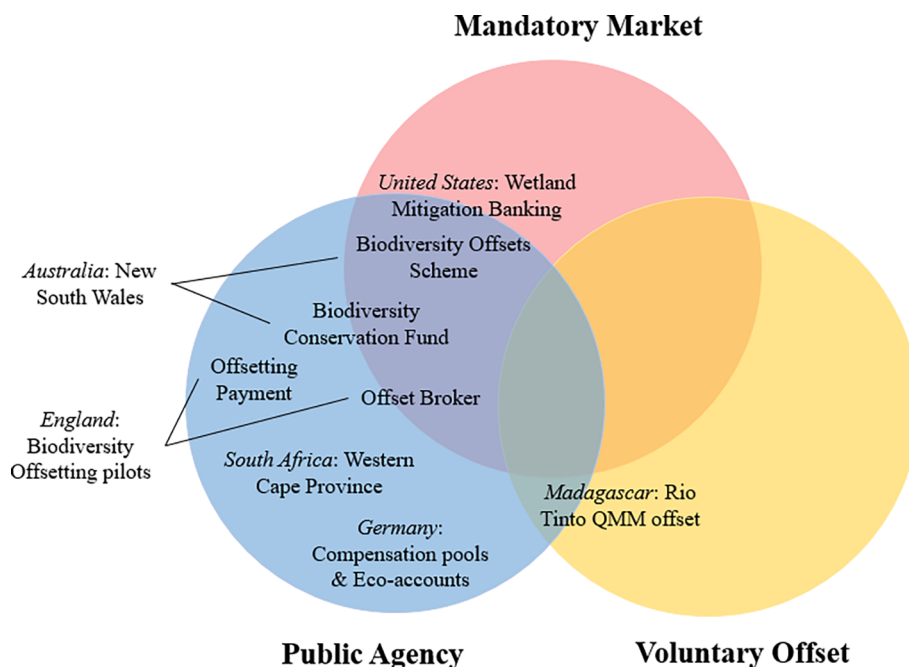 Mandatory Market
United States: Wetland
Mitigation Banking
Biodiversity Offsets
Scheme
Australia: New
South Wales
Biodiversity
Conservation Fund
Offsetting
Payment
Offset Broker
England:
Biodiversity
Offsetting pilots
South Africa: Western
Cape Province
Madagascar: Rio
Tinto QMM offset
Germany:
Compensation pools
& Eco-accounts
Public Agency
Voluntary Offset